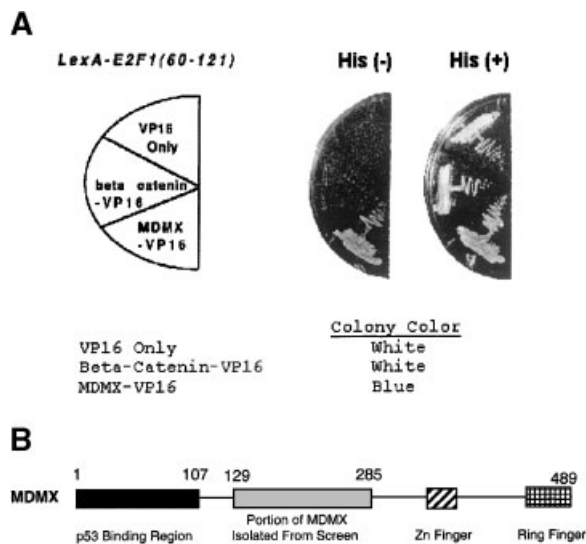 A
LexA-E2F1(60-121)
His (-)
His (+)
VP16
Only
beta catenin
-VP16
MDMX
-VP16
Colony Color
VP16 Only White
Beta-Catenin-VP16 White
MDMX-VP16 Blue
B
1 107 129 285 489
MDMX
p53 Binding Region
Portion of MDMX
Isolated From Screen
Zn Finger
Ring Finger